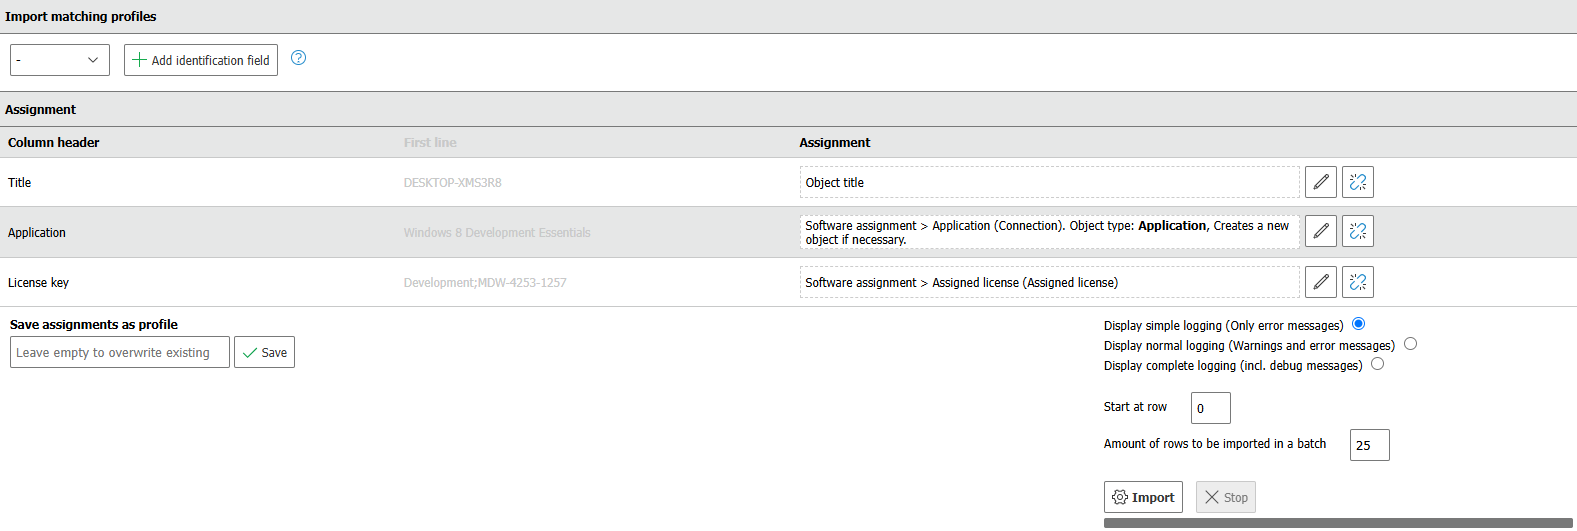 Import matching profiles
-
Add identification field
?
Assignment
Column header First line Assignment
Title DESKTOP-XMS3R8 Object title
Application Windows 8 Development Essentials Software assignment > Application (Connection). Object type: Application, Creates a new
object if necessary.
License key Development;MDW-4253-1257 Software assignment > Assigned license (Assigned license)
Save assignments as profile
Leave empty to overwrite existing Save
Display simple logging (Only error messages)
Display normal logging (Warnings and error messages)
Display complete logging (incl. debug messages)
Start at row 0
Amount of rows to be imported in a batch 25
Import Stop